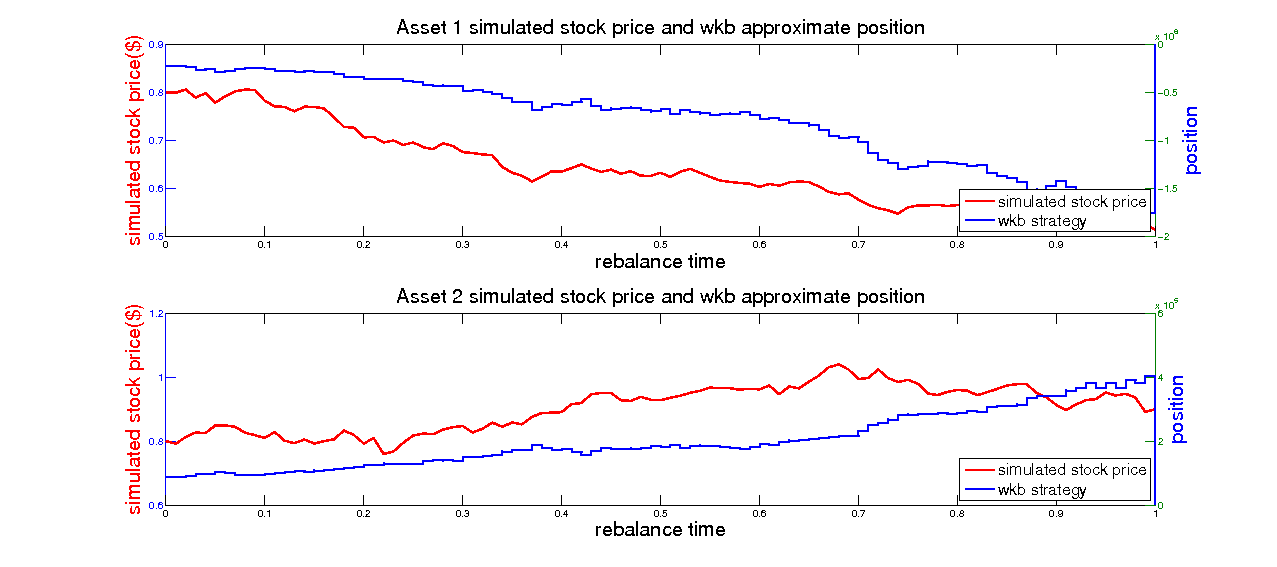 Asset 1 simulated stock price and wkb approximate position
x 10^6
0.9 0
0.8 -0.5
0.7 -1
0.6 -1.5
0.5 -2
simulated stock price($)
position
simulated stock price
wkb strategy
0 0.1 0.2 0.3 0.4 0.5 0.6 0.7 0.8 0.9 1
rebalance time
Asset 2 simulated stock price and wkb approximate position
x 10^5
1.2 6
1 4
0.8 2
0.6 0
simulated stock price($)
position
simulated stock price
wkb strategy
0 0.1 0.2 0.3 0.4 0.5 0.6 0.7 0.8 0.9 1
rebalance time